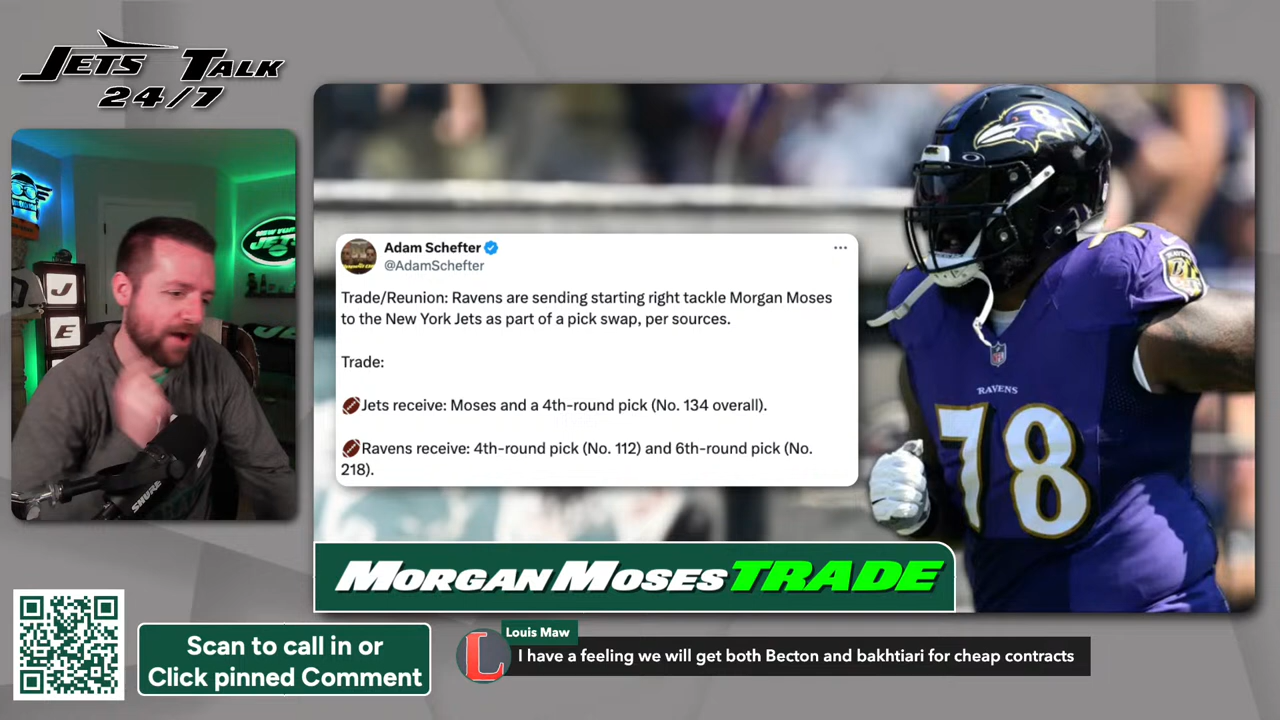 JETS TALK
24/7
NEW YORK
JETS
J
E
Adam Schefter
@AdamSchefter
Trade/Reunion: Ravens are sending starting right tackle Morgan Moses
to the New York Jets as part of a pick swap, per sources.
Trade:
🏈Jets receive: Moses and a 4th-round pick (No. 134 overall).
🏈Ravens receive: 4th-round pick (No. 112) and 6th-round pick (No.
218).
RAVENS
78
SHURE
MORGAN MOSES TRADE
Scan to call in or
Click pinned Comment
L
Louis Maw
I have a feeling we will get both Becton and bakhtiari for cheap contracts